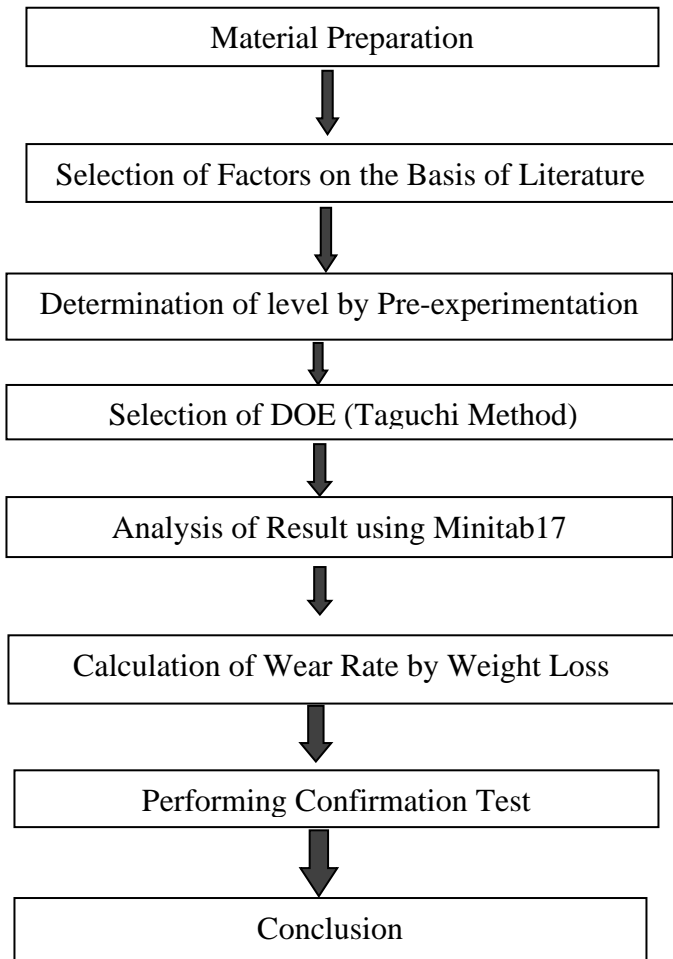 Material Preparation
Selection of Factors on the Basis of Literature
Determination of level by Pre-experimentation
Selection of DOE (Taguchi Method)
Analysis of Result using Minitab17
Calculation of Wear Rate by Weight Loss
Performing Confirmation Test
Conclusion